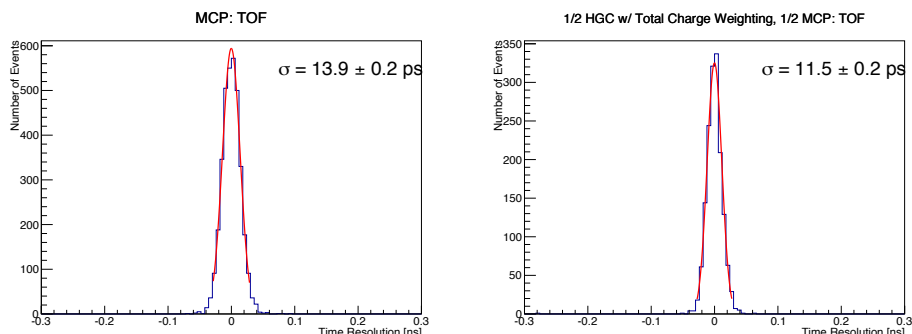 MCP: TOF
Number of Events
600
500
400
300
200
100
0
σ = 13.9 ± 0.2 ps
-0.3 -0.2 -0.1 0 0.1 0.2 0.3
Time Resolution [ns]
1/2 HGC w/ Total Charge Weighting, 1/2 MCP: TOF
Number of Events
350
300
250
200
150
100
50
0
σ = 11.5 ± 0.2 ps
-0.3 -0.2 -0.1 0 0.1 0.2 0.3
Time Resolution [ns]